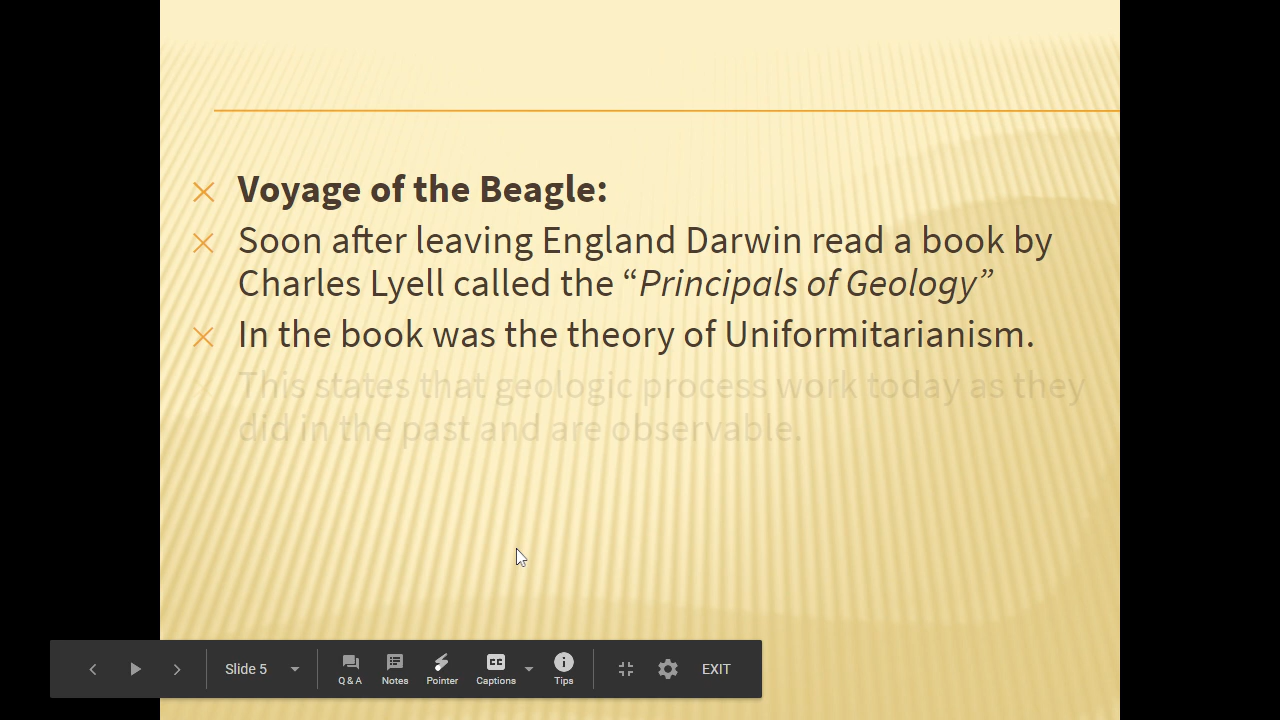 Voyage of the Beagle:
Soon after leaving England Darwin read a book by
Charles Lyell called the “Principals of Geology”
In the book was the theory of Uniformitarianism.
This states that geologic process work today as they
did in the past and are observable.
Slide 5
Q & A
Notes
Pointer
CC
Captions
Tips
EXIT